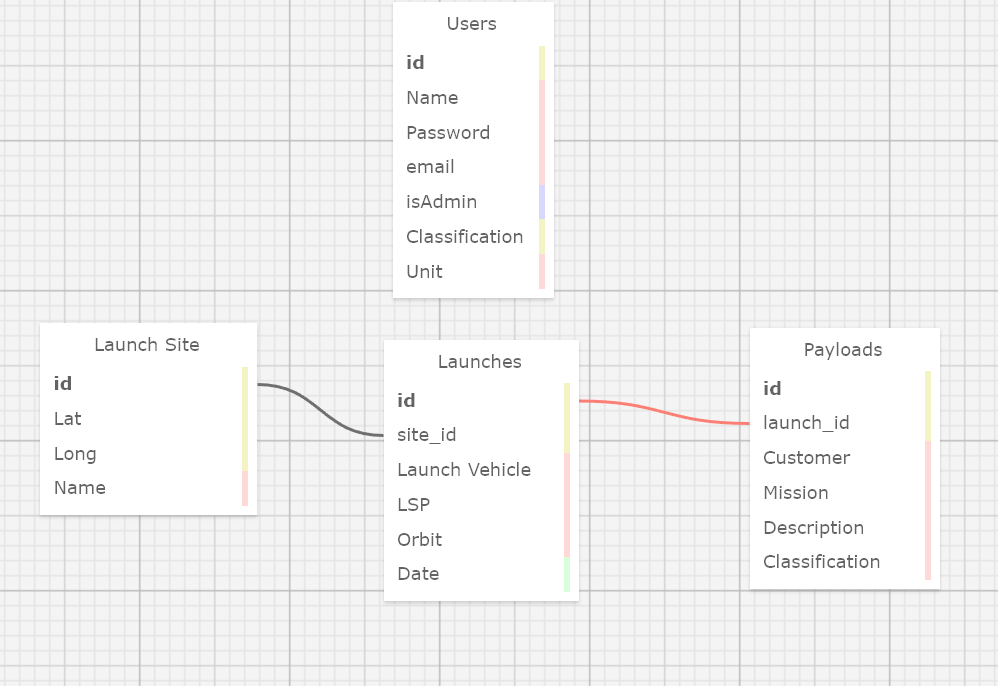 Users
id
Name
Password
email
isAdmin
Classification
Unit
Launch Site
id
Lat
Long
Name
Launches
id
site_id
Launch Vehicle
LSP
Orbit
Date
Payloads
id
launch_id
Customer
Mission
Description
Classification